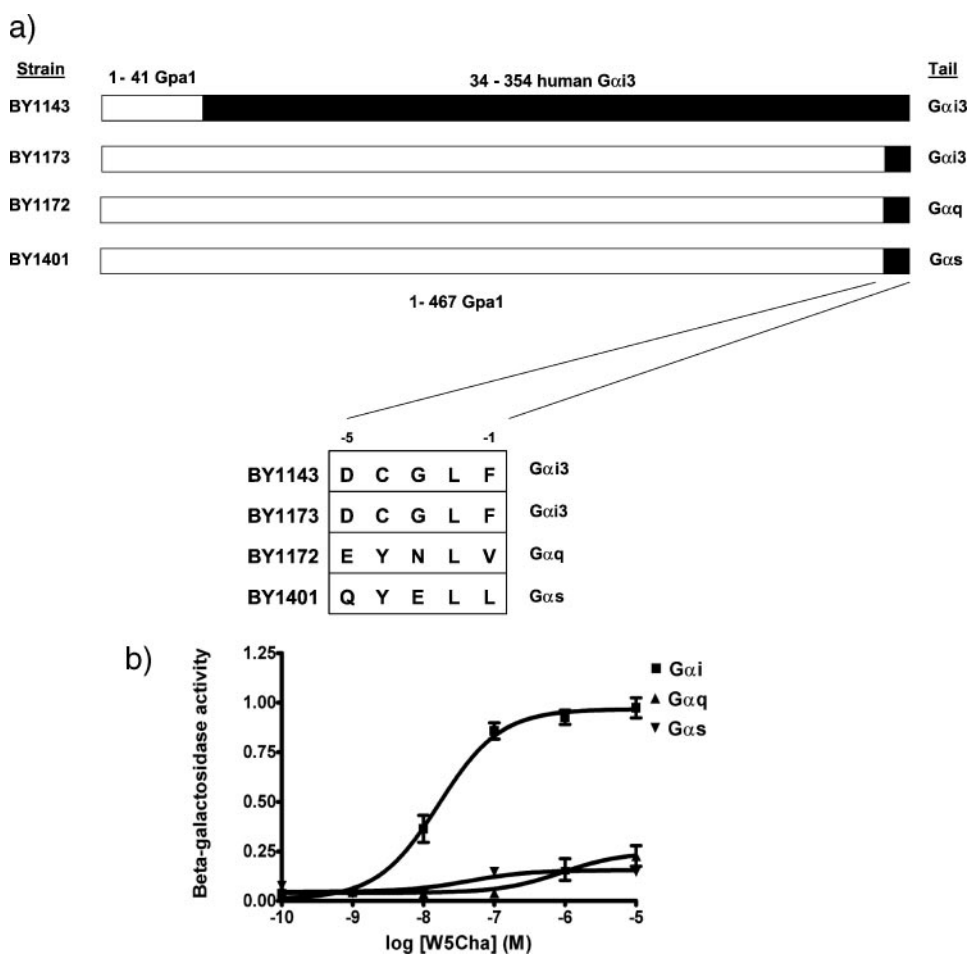 a)
Strain 1 - 41 Gpa1 34 - 354 human Gαi3 Tail
BY1143 Gαi3
BY1173 Gαi3
BY1172 Gαq
BY1401 Gαs
1- 467 Gpa1
-5 -1
BY1143 D C G L F Gαi3
BY1173 D C G L F Gαi3
BY1172 E Y N L V Gαq
BY1401 Q Y E L L Gαs
b)
Beta-galactosidase activity
1.25
1.00
0.75
0.50
0.25
0.00
-10 -9 -8 -7 -6 -5
log [W5Cha] (M)
Gαi
Gαq
Gαs